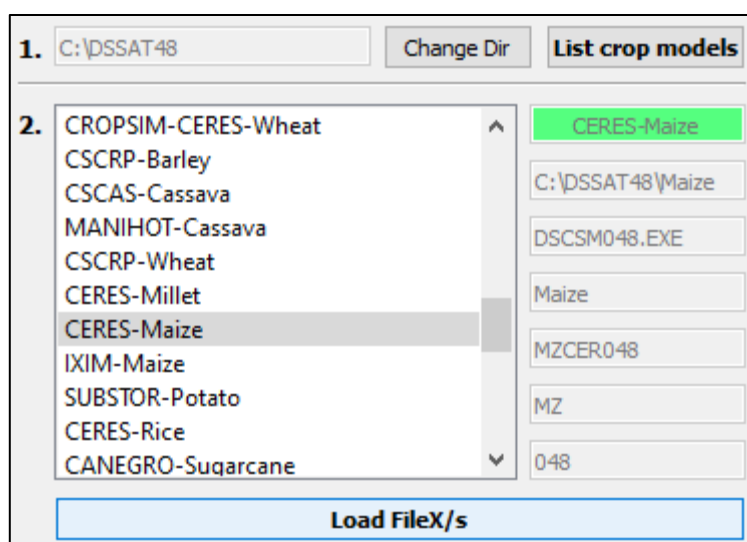 1. C:\DSSAT48 Change Dir List crop models
2. CROPSIM-CERES-Wheat
CSCRP-Barley
CSCAS-Cassava
MANIHOT-Cassava
CSCRP-Wheat
CERES-Millet
CERES-Maize
IXIM-Maize
SUBSTOR-Potato
CERES-Rice
CANEGRO-Sugarcane
CERES-Maize
C:\DSSAT48\Maize
DSCSM048.EXE
Maize
MZCER048
MZ
048
Load FileX/s